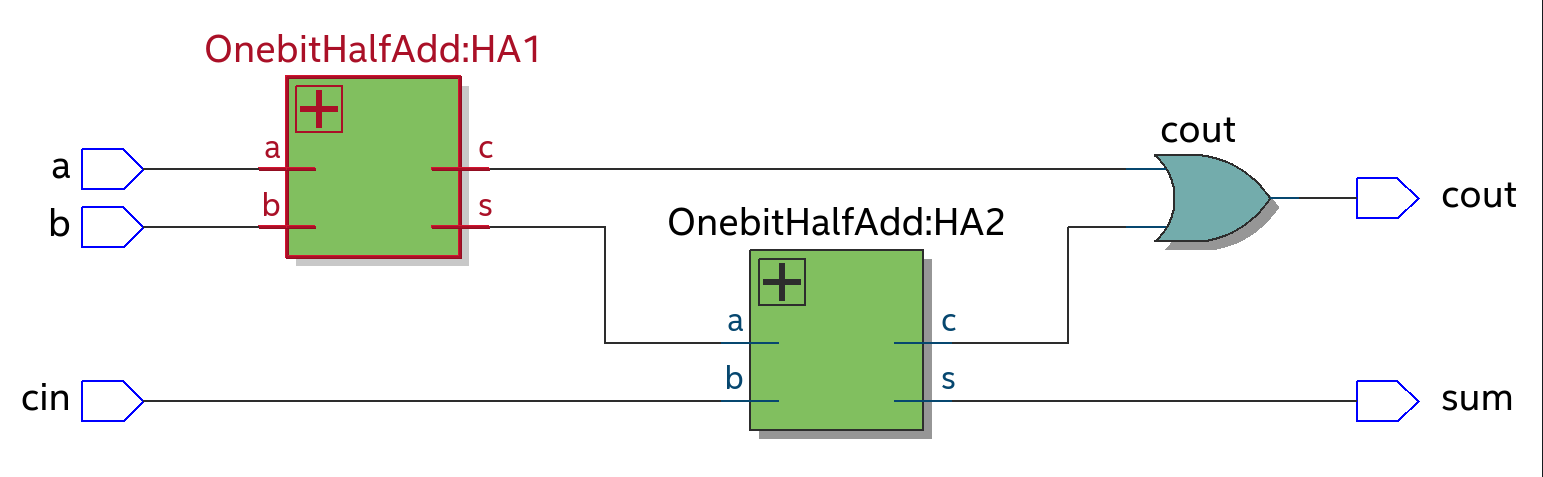 OnebitHalfAdd:HA1
cout
a
a
c
cout
b
b
s
OnebitHalfAdd:HA2
a
c
cin
b
s
sum